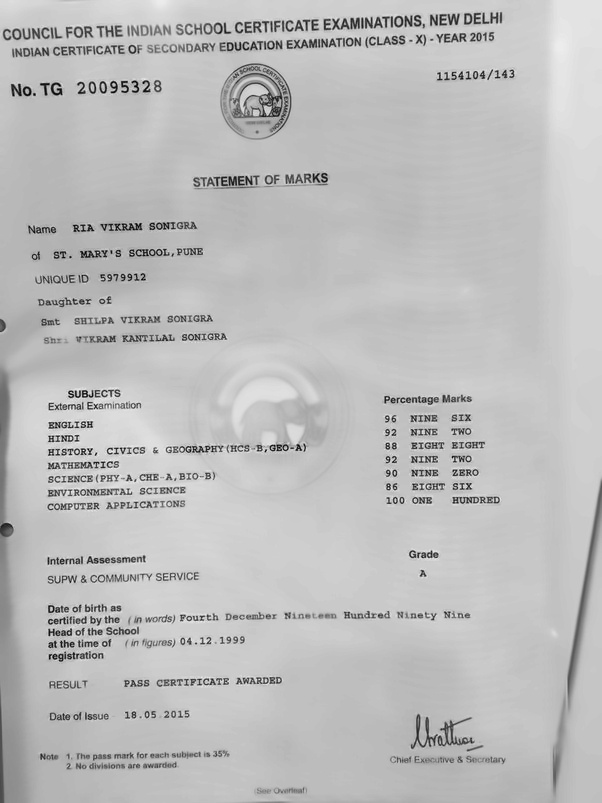 COUNCIL FOR THE INDIAN SCHOOL CERTIFICATE EXAMINATIONS, NEW DELHI
INDIAN CERTIFICATE OF SECONDARY EDUCATION EXAMINATION (CLASS - X) - YEAR 2015
No. TG 20095328
1154104/143
STATEMENT OF MARKS
Name RIA VIKRAM SONIGRA
of ST. MARY'S SCHOOL, PUNE
UNIQUE ID 5979912
Daughter of
Smt SHILPA VIKRAM SONIGRA
Shri VIKRAM KANTILAL SONIGRA
SUBJECTS Percentage Marks
External Examination
ENGLISH 96 NINE SIX
HINDI 92 NINE TWO
HISTORY, CIVICS & GEOGRAPHY(HCS-B,GEO-A) 88 EIGHT EIGHT
MATHEMATICS 92 NINE TWO
SCIENCE(PHY-A,CHE-A,BIO-B) 90 NINE ZERO
ENVIRONMENTAL SCIENCE 86 EIGHT SIX
COMPUTER APPLICATIONS 100 ONE HUNDRED
Internal Assessment Grade
SUPW & COMMUNITY SERVICE A
Date of birth as
certified by the (in words) Fourth December Nineteen Hundred Ninety Nine
Head of the School
at the time of (in figures) 04.12.1999
registration
RESULT PASS CERTIFICATE AWARDED
Date of Issue 18.05.2015
Note 1. The pass mark for each subject is 35%
2. No divisions are awarded.
Chief Executive & Secretary
(See Overleaf)